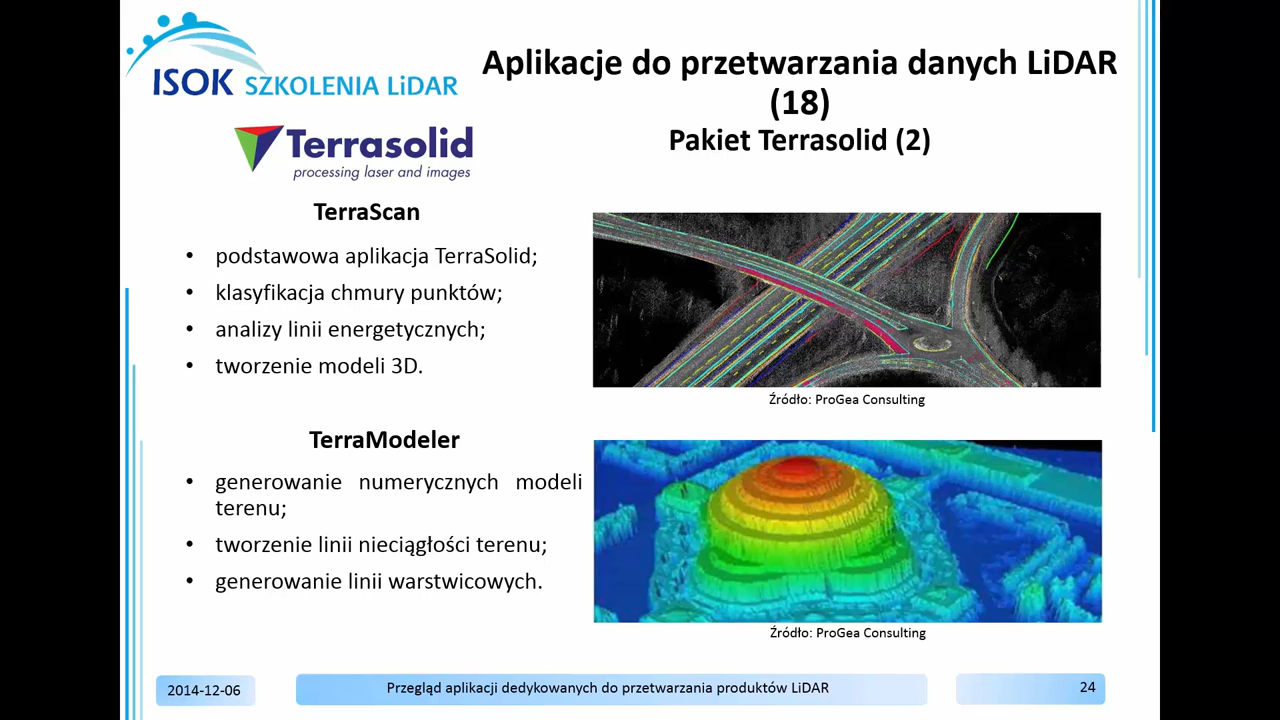 ISOK SZKOLENIA LiDAR
Aplikacje do przetwarzania danych LiDAR
(18)
Pakiet Terrasolid (2)
Terrasolid
processing laser and images
TerraScan
• podstawowa aplikacja TerraSolid;
• klasyfikacja chmury punktów;
• analizy linii energetycznych;
• tworzenie modeli 3D.
Źródło: ProGea Consulting
TerraModeler
• generowanie numerycznych modeli
terenu;
• tworzenie linii nieciągłości terenu;
• generowanie linii warstwicowych.
Źródło: ProGea Consulting
2014-12-06
Przegląd aplikacji dedykowanych do przetwarzania produktów LiDAR
24